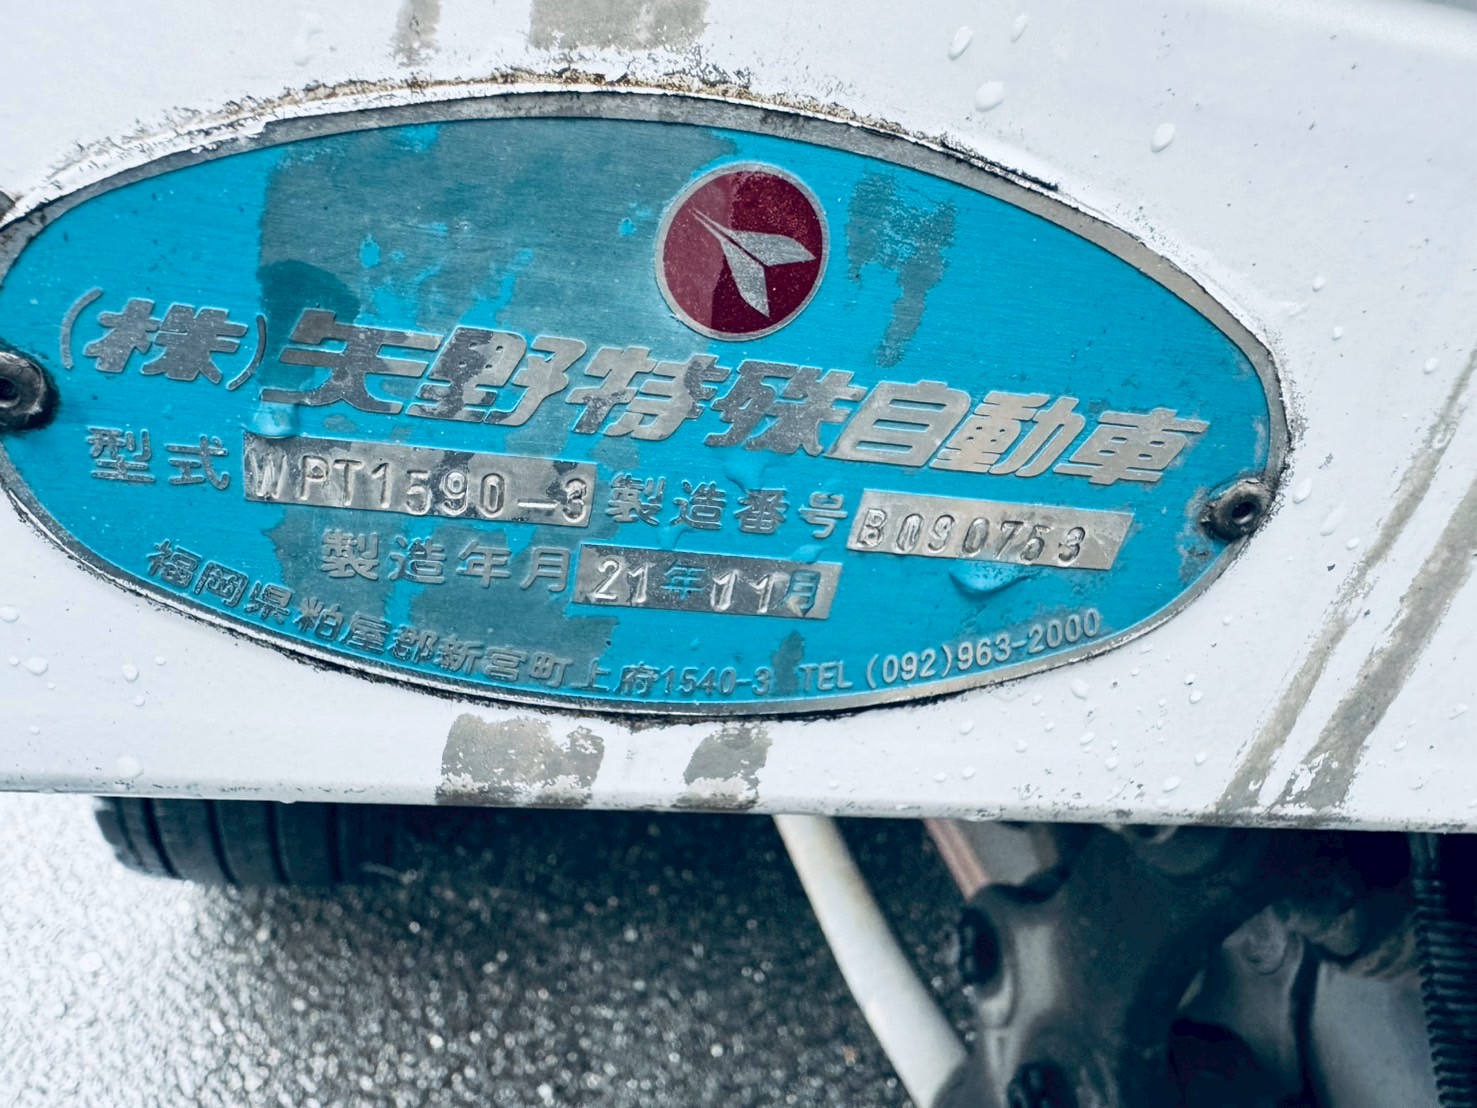 (株)矢野特殊自動車
型式 WPT1590-3 製造番号 B090753
製造年月 21年11月
福岡県粕屋郡新宮町上府1540-3 TEL (092)963-2000